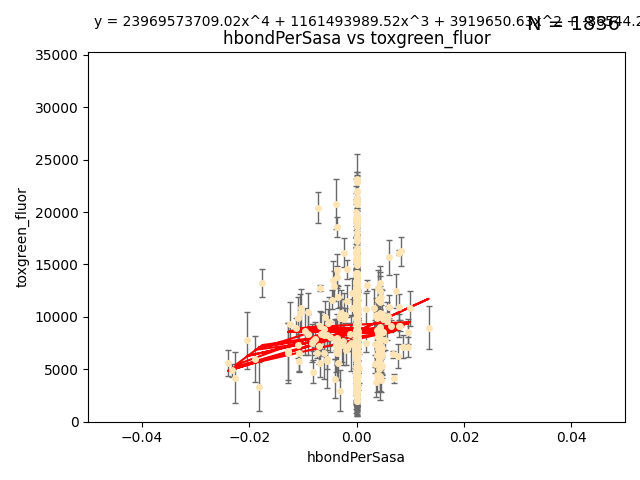 y = 23969573709.02x^4 + 1161493989.52x^3 + 3919650.63x^2 +
N = 1836
hbondPerSasa vs toxgreen_fluor
35000
30000
25000
20000
15000
10000
5000
0
toxgreen_fluor
−0.04 −0.02 0.00 0.02 0.04
hbondPerSasa